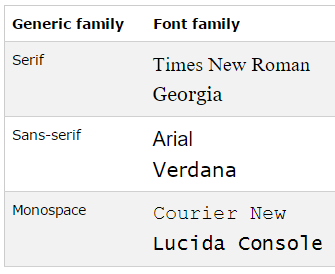 Generic family Font family
Serif Times New Roman
Georgia
Sans-serif Arial
Verdana
Monospace Courier New
Lucida Console